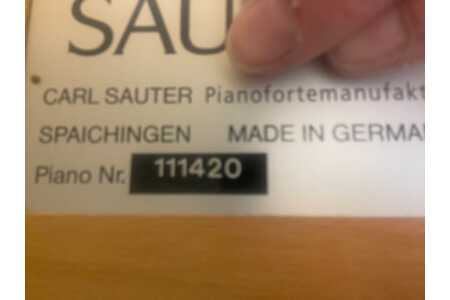 SAU
CARL SAUTER Pianofortemanufakt
SPAICHINGEN MADE IN GERMA
Piano Nr. 111420